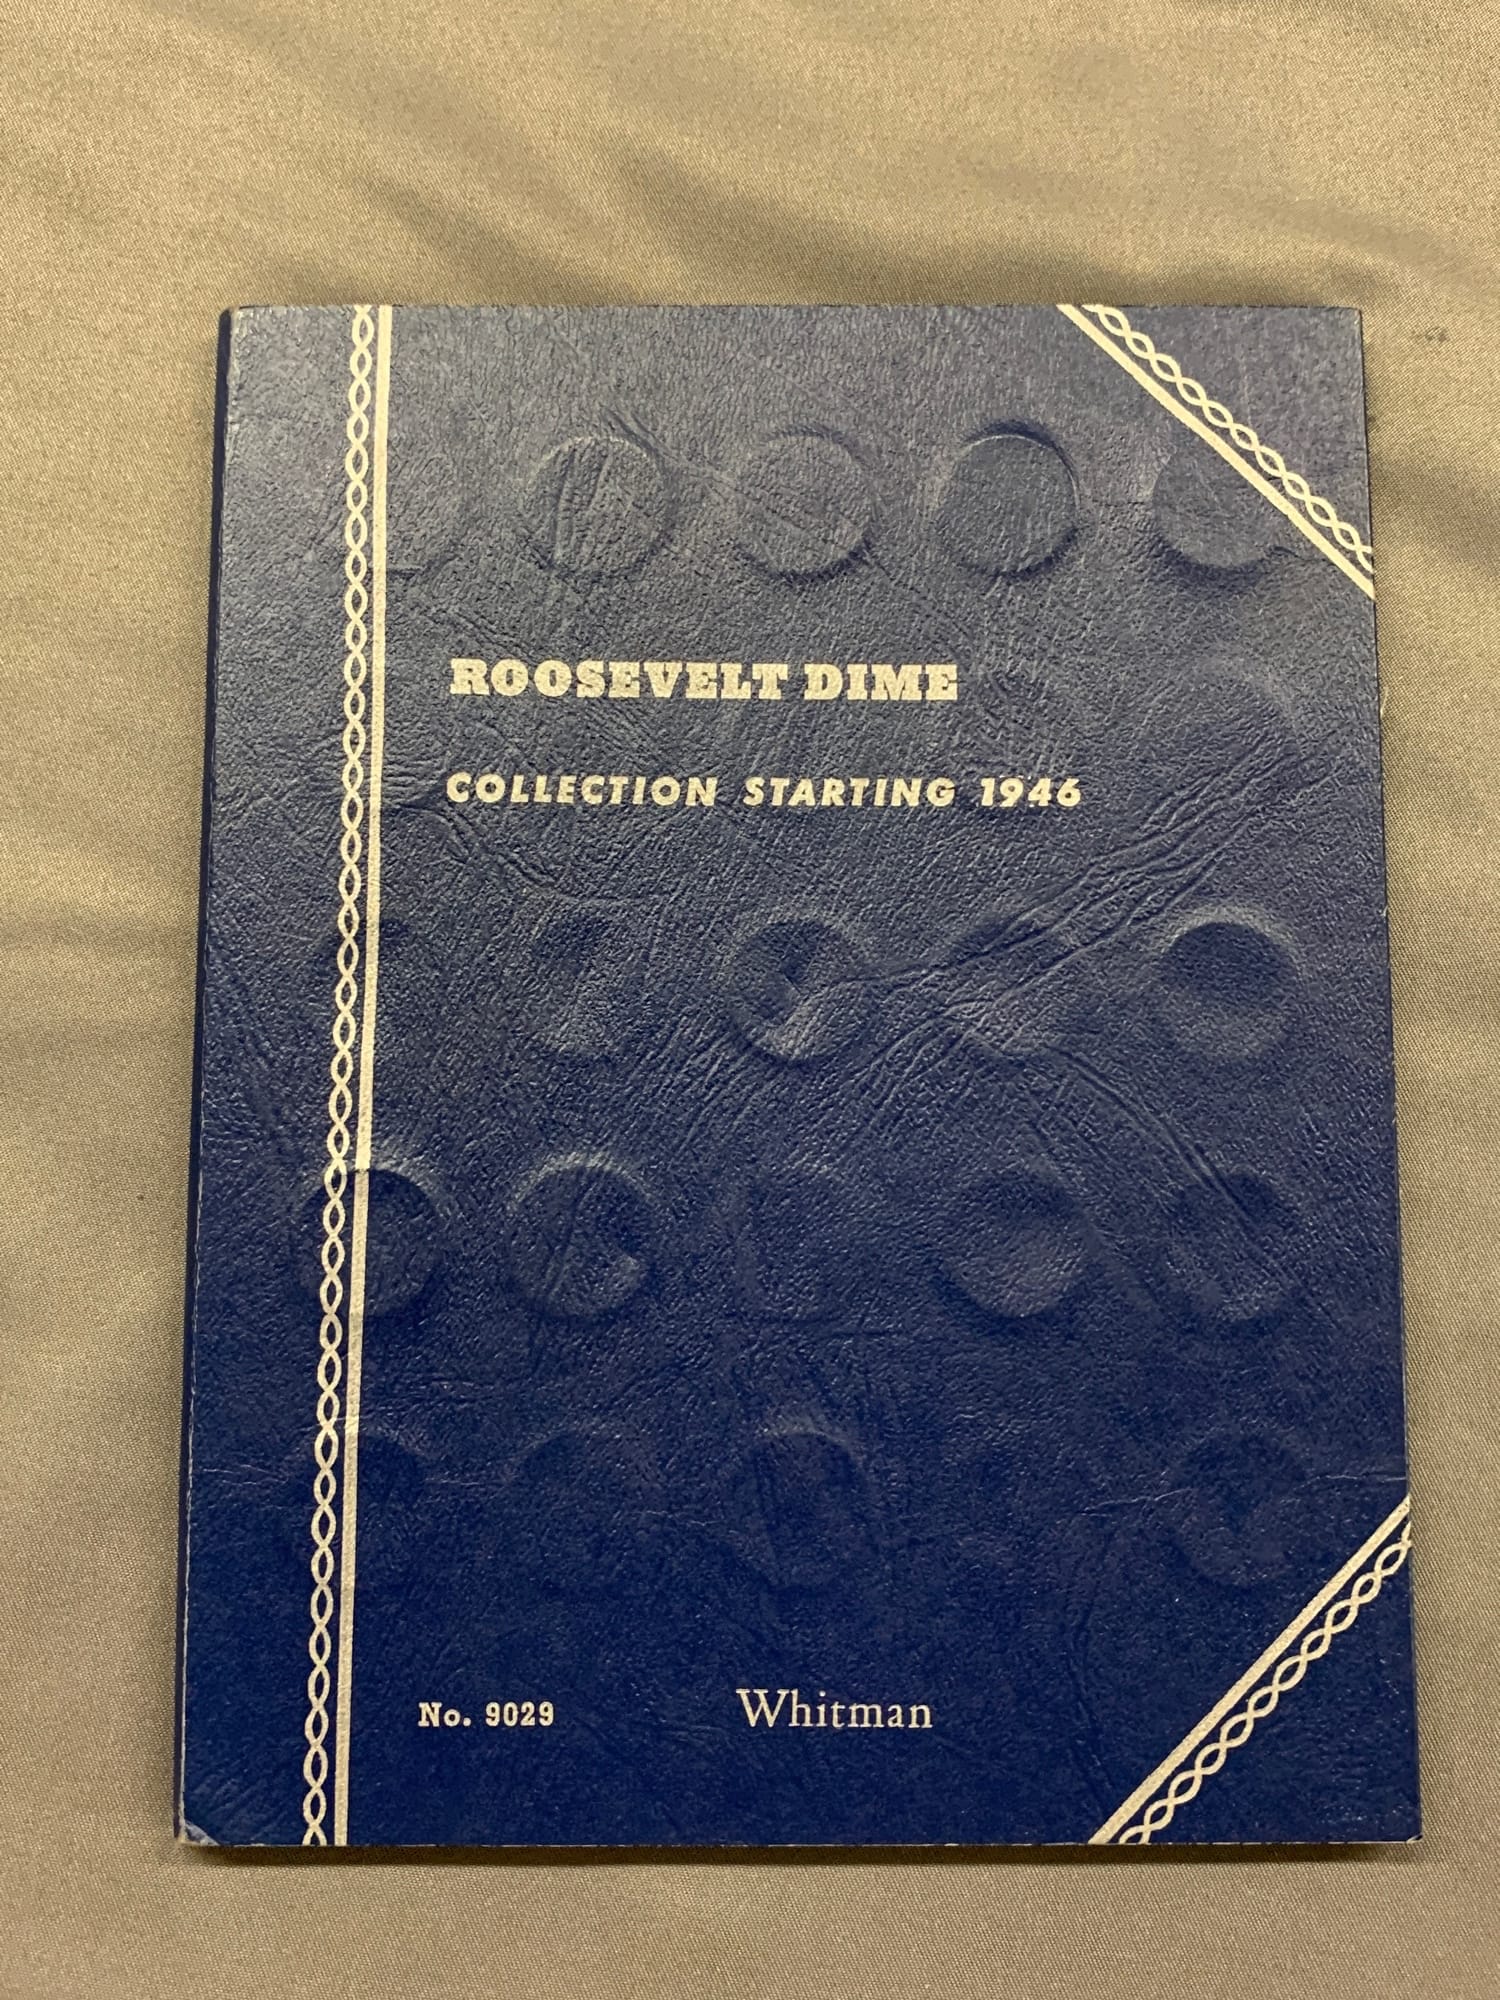 ROOSEVELT DIME
COLLECTION STARTING 1946
No. 9029 Whitman